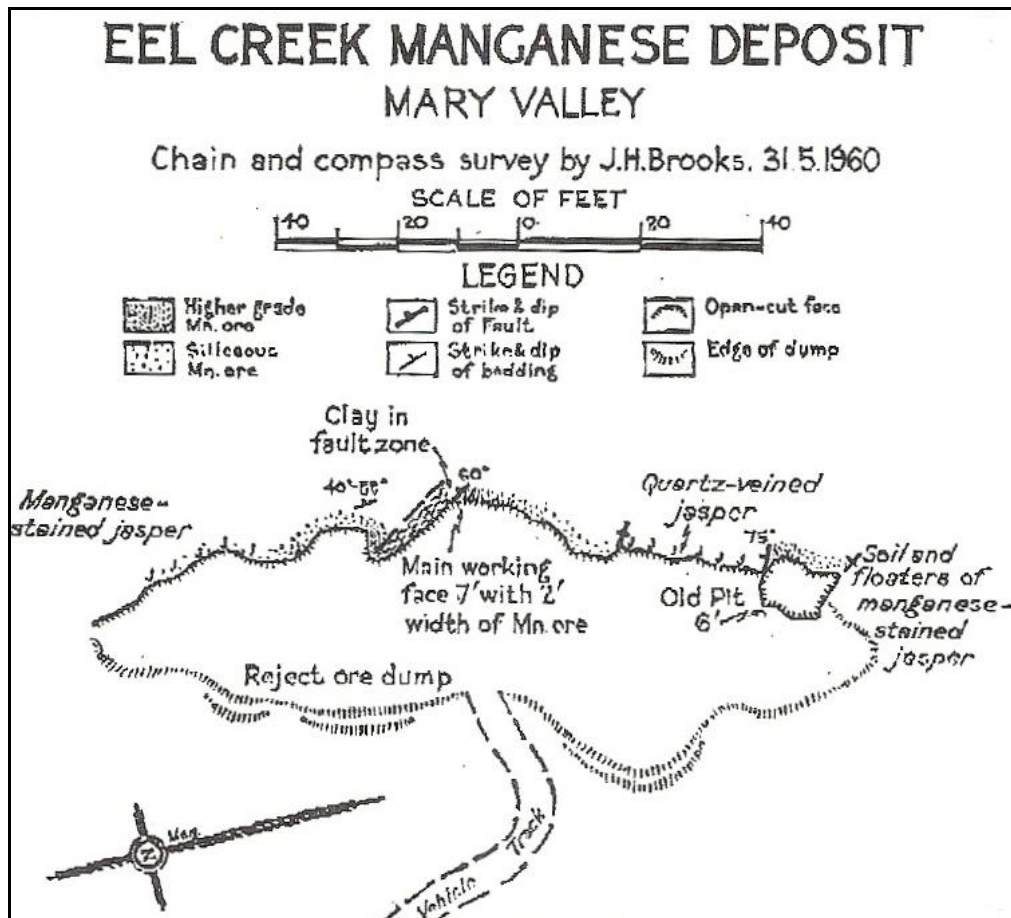 EEL CREEK MANGANESE DEPOSIT
MARY VALLEY
Chain and compass survey by J.H.Brooks. 31.5.1960
SCALE OF FEET
40 20 0 20 40
LEGEND
Higher grade
Mn. ore
Siliceous
Mn. ore
Strike & dip
of Fault
Strike & dip
of bedding
Open-cut face
Edge of dump
Clay in
fault zone
60°
Manganese-
stained jasper
Quartz-veined
jasper
75°
Main working
face 7' with 2'
width of Mn. ore
Old Pit
6'
Soil and
floaters of
manganese-
stained
jasper
Reject ore dump
Mag.
N
Vehicle Track